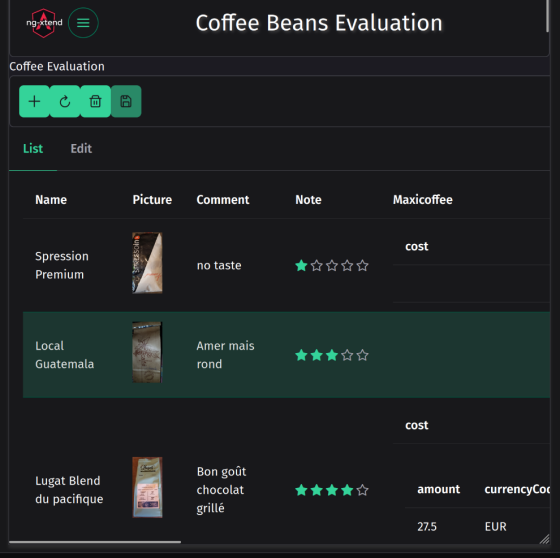 ng-xtend
Coffee Beans Evaluation
Coffee Evaluation
List Edit
Name Picture Comment Note Maxicoffee
cost
Spression
Premium
no taste
Local
Guatemala
Amer mais
rond
cost
Lugat Blend
du pacifique
Bon goût
chocolat
grillé
amount currencyCod
27.5 EUR